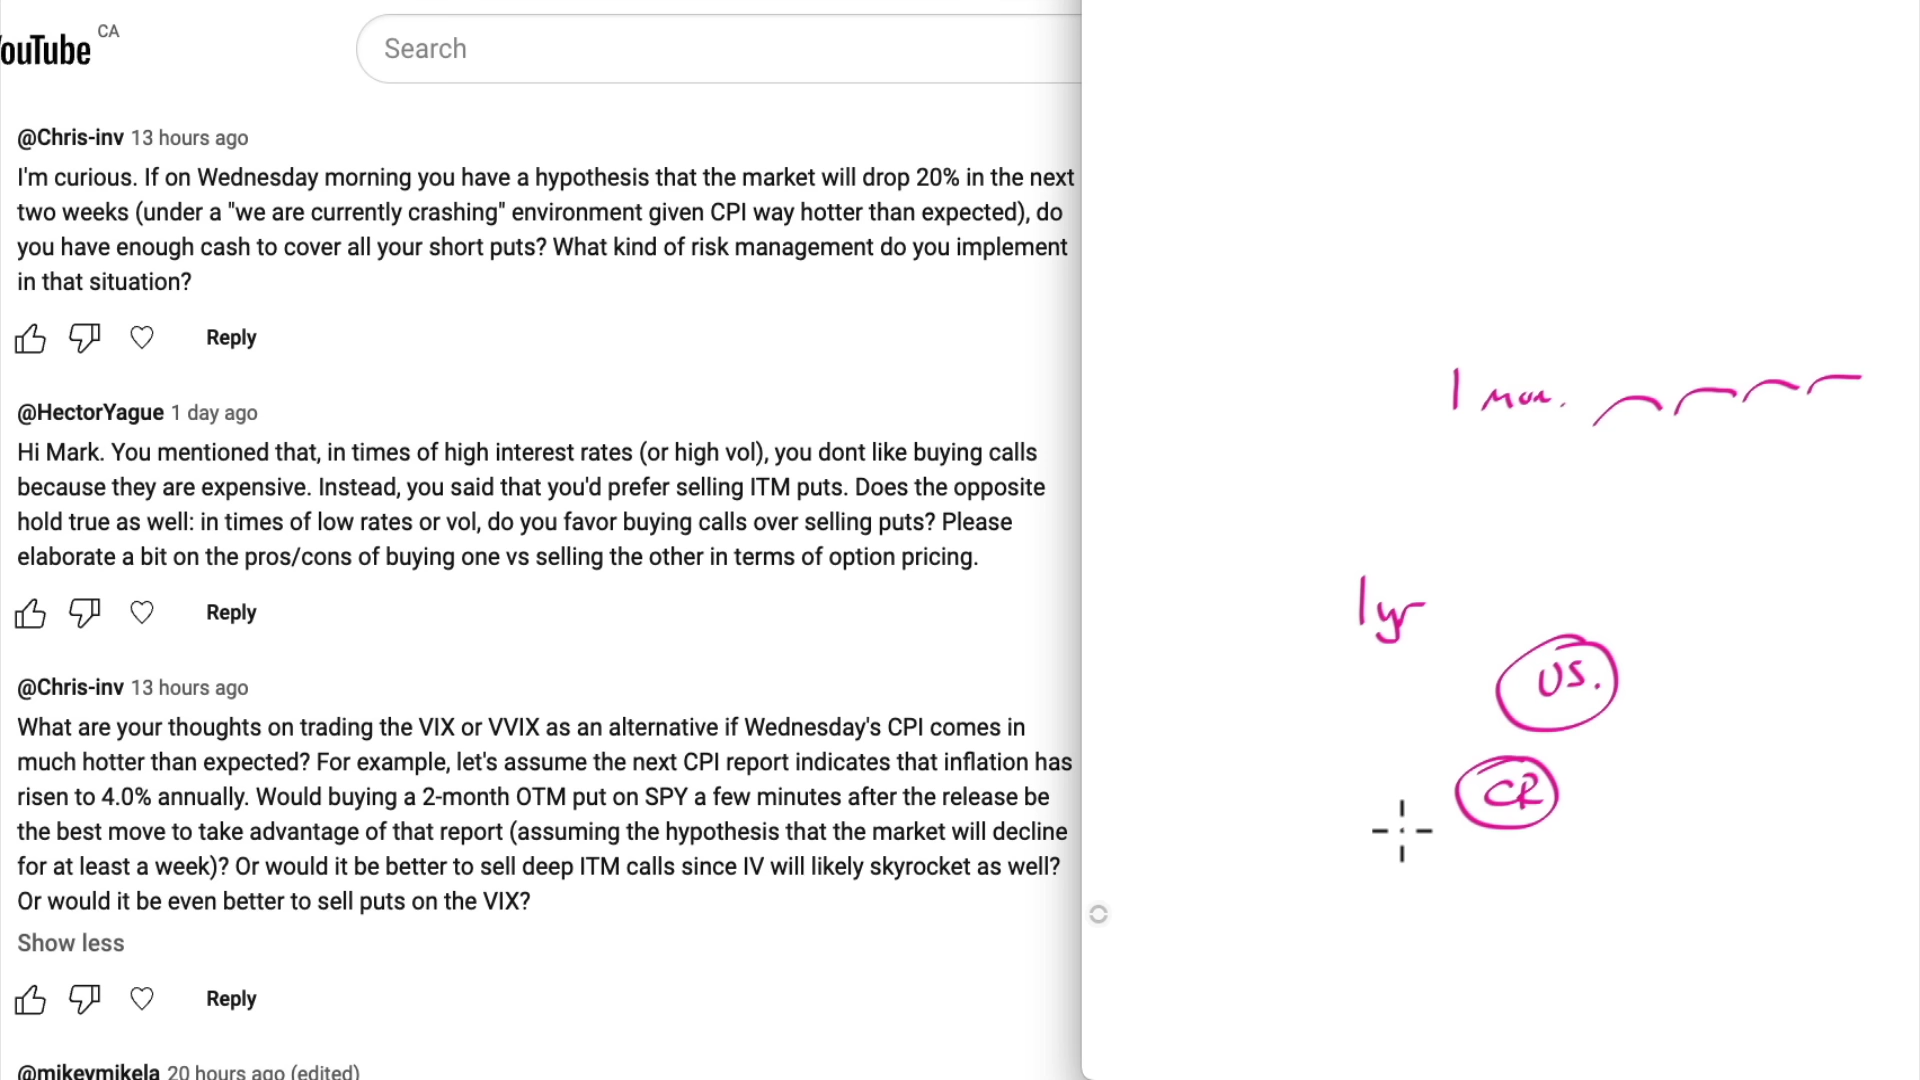 ouTube CA
Search
@Chris-inv 13 hours ago
I'm curious. If on Wednesday morning you have a hypothesis that the market will drop 20% in the next
two weeks (under a "we are currently crashing" environment given CPI way hotter than expected), do
you have enough cash to cover all your short puts? What kind of risk management do you implement
in that situation?
Reply
@HectorYague 1 day ago
Hi Mark. You mentioned that, in times of high interest rates (or high vol), you dont like buying calls
because they are expensive. Instead, you said that you'd prefer selling ITM puts. Does the opposite
hold true as well: in times of low rates or vol, do you favor buying calls over selling puts? Please
elaborate a bit on the pros/cons of buying one vs selling the other in terms of option pricing.
Reply
@Chris-inv 13 hours ago
What are your thoughts on trading the VIX or VVIX as an alternative if Wednesday's CPI comes in
much hotter than expected? For example, let's assume the next CPI report indicates that inflation has
risen to 4.0% annually. Would buying a 2-month OTM put on SPY a few minutes after the release be
the best move to take advantage of that report (assuming the hypothesis that the market will decline
for at least a week)? Or would it be better to sell deep ITM calls since IV will likely skyrocket as well?
Or would it be even better to sell puts on the VIX?
Show less
Reply
@mikeymikela 20 hours ago (edited)
1 mon.
1 yr
US.
CR